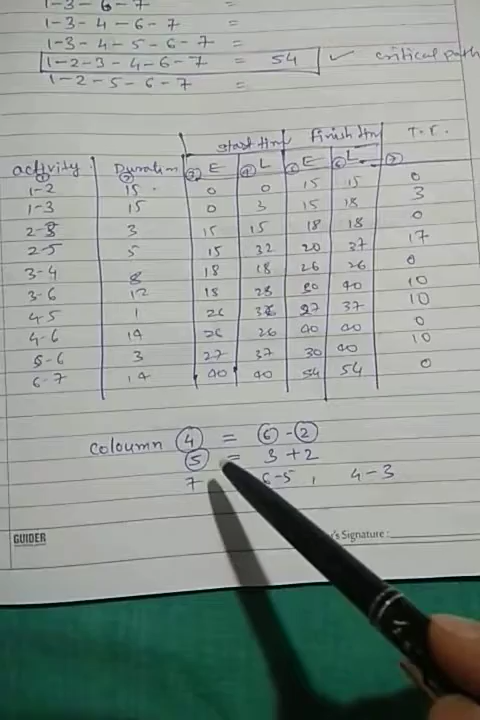 1-3-6-7 =
1-3-4-6-7 =
1-3-4-5-6-7 =
1-2-3-4-6-7 = 54 ✓ critical path
1-2-5-6-7 =
start time Finish time T.F.
activity Duration ③ E ④ L ⑤ E ⑥ L ⑦
②
1-2 15 0 0 15 15 0
1-3 15 0 3 15 18 3
2-3 3 15 15 18 18 0
2-5 5 15 32 20 37 17
3-4 8 18 18 26 26 0
3-6 12 18 28 30 40 10
4-5 1 26 36 27 37 10
4-6 14 26 26 40 40 0
5-6 3 27 37 30 40 10
6-7 14 40 40 54 54 0
Coloumn ④ = ⑥ - ②
⑤ = 3+2
7 6-5, 4-3
GUIDER 's Signature :